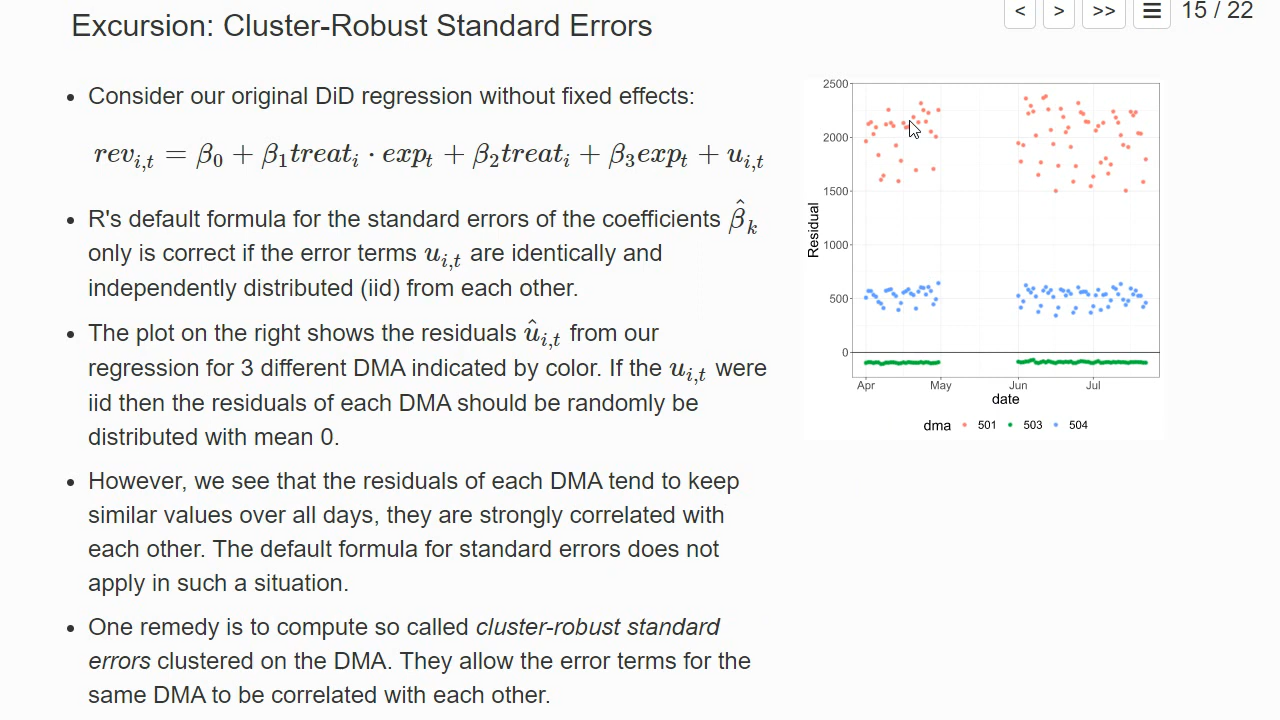 Excursion: Cluster-Robust Standard Errors
< > >> ☰ 15 / 22
• Consider our original DiD regression without fixed effects:
rev_{i,t} = β_0 + β_1treat_i · exp_t + β_2treat_i + β_3exp_t + u_{i,t}
• R's default formula for the standard errors of the coefficients β̂_k
only is correct if the error terms u_{i,t} are identically and
independently distributed (iid) from each other.
• The plot on the right shows the residuals û_{i,t} from our
regression for 3 different DMA indicated by color. If the u_{i,t} were
iid then the residuals of each DMA should be randomly be
distributed with mean 0.
• However, we see that the residuals of each DMA tend to keep
similar values over all days, they are strongly correlated with
each other. The default formula for standard errors does not
apply in such a situation.
• One remedy is to compute so called cluster-robust standard
errors clustered on the DMA. They allow the error terms for the
same DMA to be correlated with each other.
2500
2000
1500
1000
500
0
Residual
Apr May Jun Jul
date
dma 501 503 504